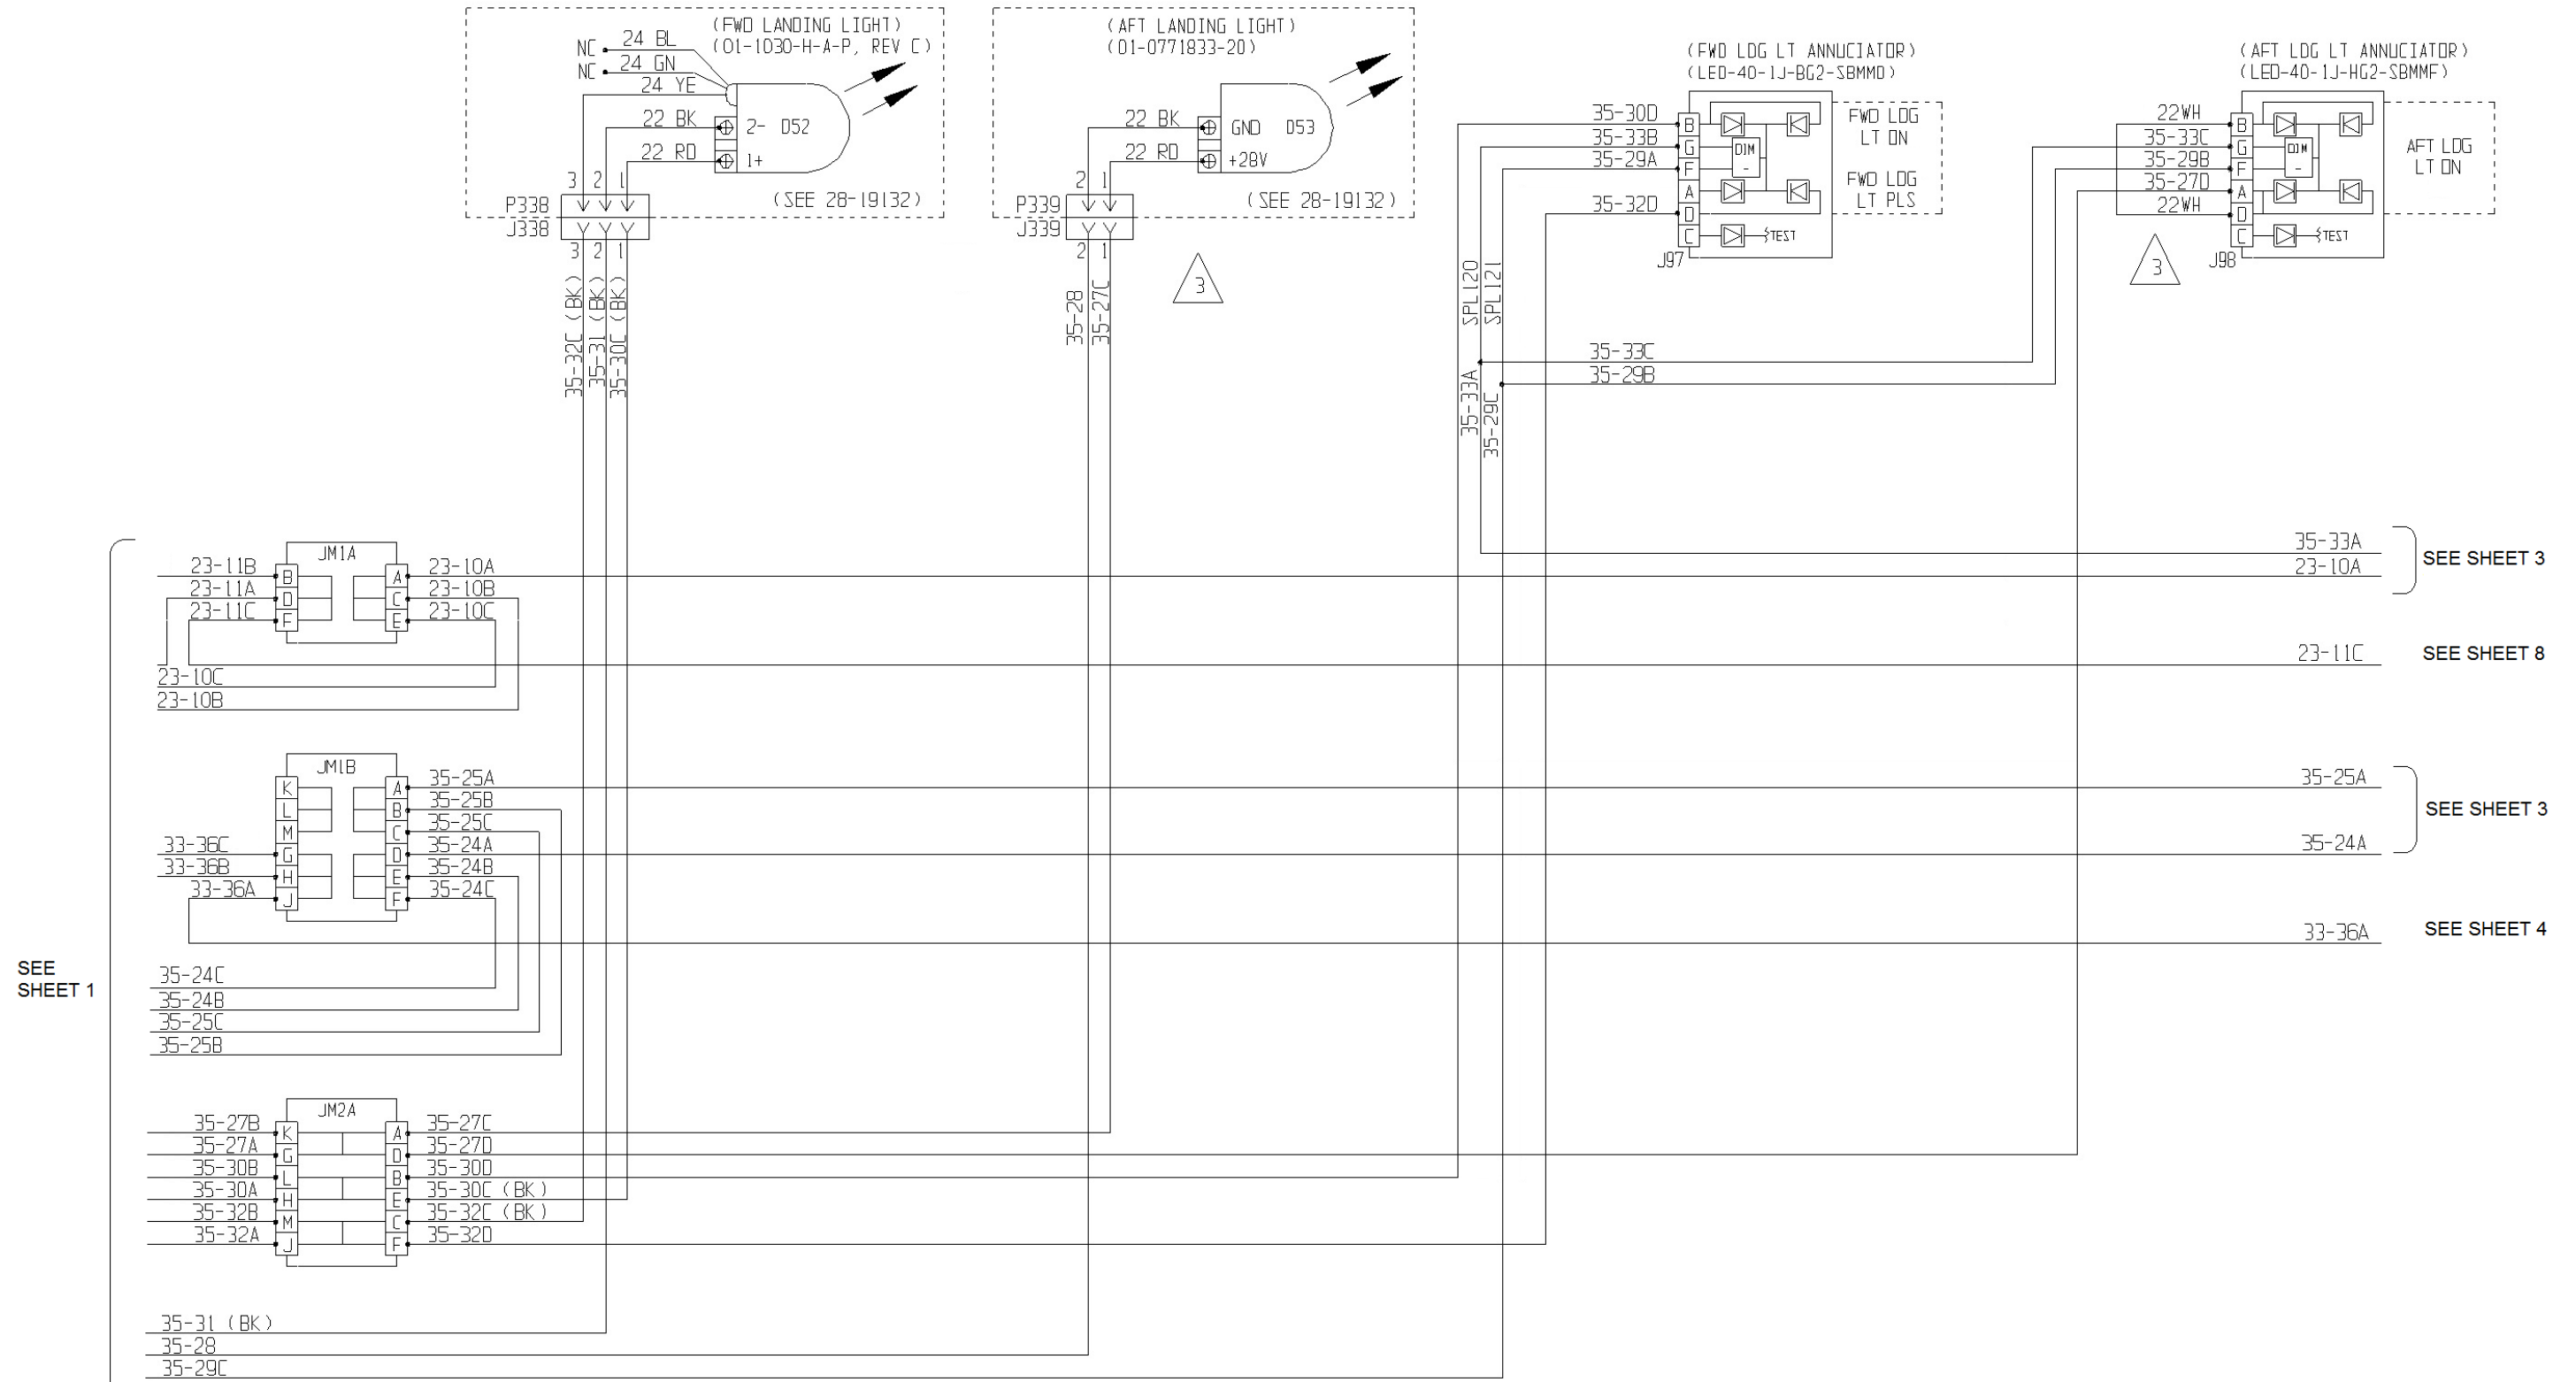 (FWD LANDING LIGHT)
(01-1030-H-A-P, REV C)
NC 24 BL
NC 24 GN
24 YE
22 BK 2- D52
22 RD 1+
3 2 1
(SEE 28-19132)
P338
J338
3 2 1
35-32C (BK)
35-31 (BK)
35-30C (BK)
(AFT LANDING LIGHT)
(01-0771833-20)
22 BK GND D53
22 RD +28V
2 1
(SEE 28-19132)
P339
J339
2 1
35-28
35-27C
3
(FWD LDG LT ANNUCIATOR)
(LED-40-1J-BG2-SBMMD)
35-30D B
35-33B G
35-29A F
A
35-32D D
C
DIM
-
TEST
J97
FWD LDG
LT ON
FWD LDG
LT PLS
SPL120
SPL121
35-33A
35-29C
35-33C
35-29B
(AFT LDG LT ANNUCIATOR)
(LED-40-1J-HG2-SBMMF)
22WH B
35-33C G
35-29B F
35-27D A
22WH D
C
DIM
-
TEST
J98
AFT LDG
LT ON
3
JM1A
23-11B B A 23-10A
23-11A D C 23-10B
23-11C F E 23-10C
23-10C
23-10B
35-33A
23-10A
SEE SHEET 3
23-11C
SEE SHEET 8
JM1B
K A 35-25A
L B 35-25B
M C 35-25C
33-36C G D 35-24A
33-36B H E 35-24B
33-36A J F 35-24C
35-25A
35-24A
SEE SHEET 3
33-36A
SEE SHEET 4
SEE
SHEET 1
35-24C
35-24B
35-25C
35-25B
JM2A
35-27B K A 35-27C
35-27A G D 35-27D
35-30B L B 35-30D
35-30A H E 35-30C (BK)
35-32B M C 35-32C (BK)
35-32A J F 35-32D
35-31 (BK)
35-28
35-29C